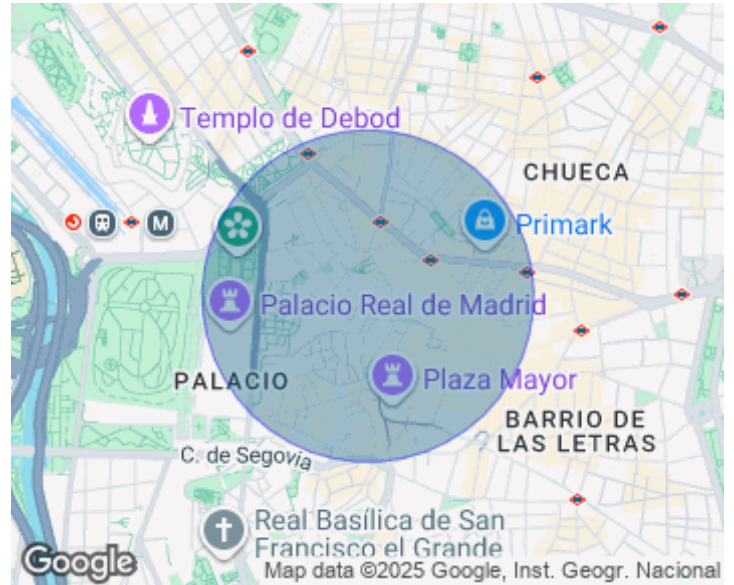 Templo de Debod
CHUECA
M
Primark
Palacio Real de Madrid
PALACIO
Plaza Mayor
BARRIO DE
LAS LETRAS
C. de Segovia
Real Basílica de San
Francisco el Grande
Google
Map data ©2025 Google, Inst. Geogr. Nacional